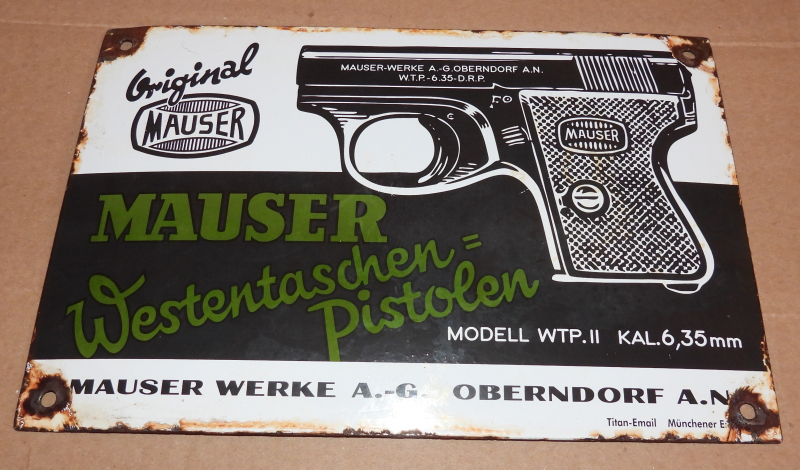 Original
MAUSER
MAUSER-WERKE A.-G. OBERNDORF A.N.
W.T.P.-6.35-D.R.P.
MAUSER
MAUSER
Westentaschen=
Pistolen
MODELL WTP.II KAL.6,35mm
MAUSER WERKE A.-G. OBERNDORF A.N.
Titan-Email Münchener